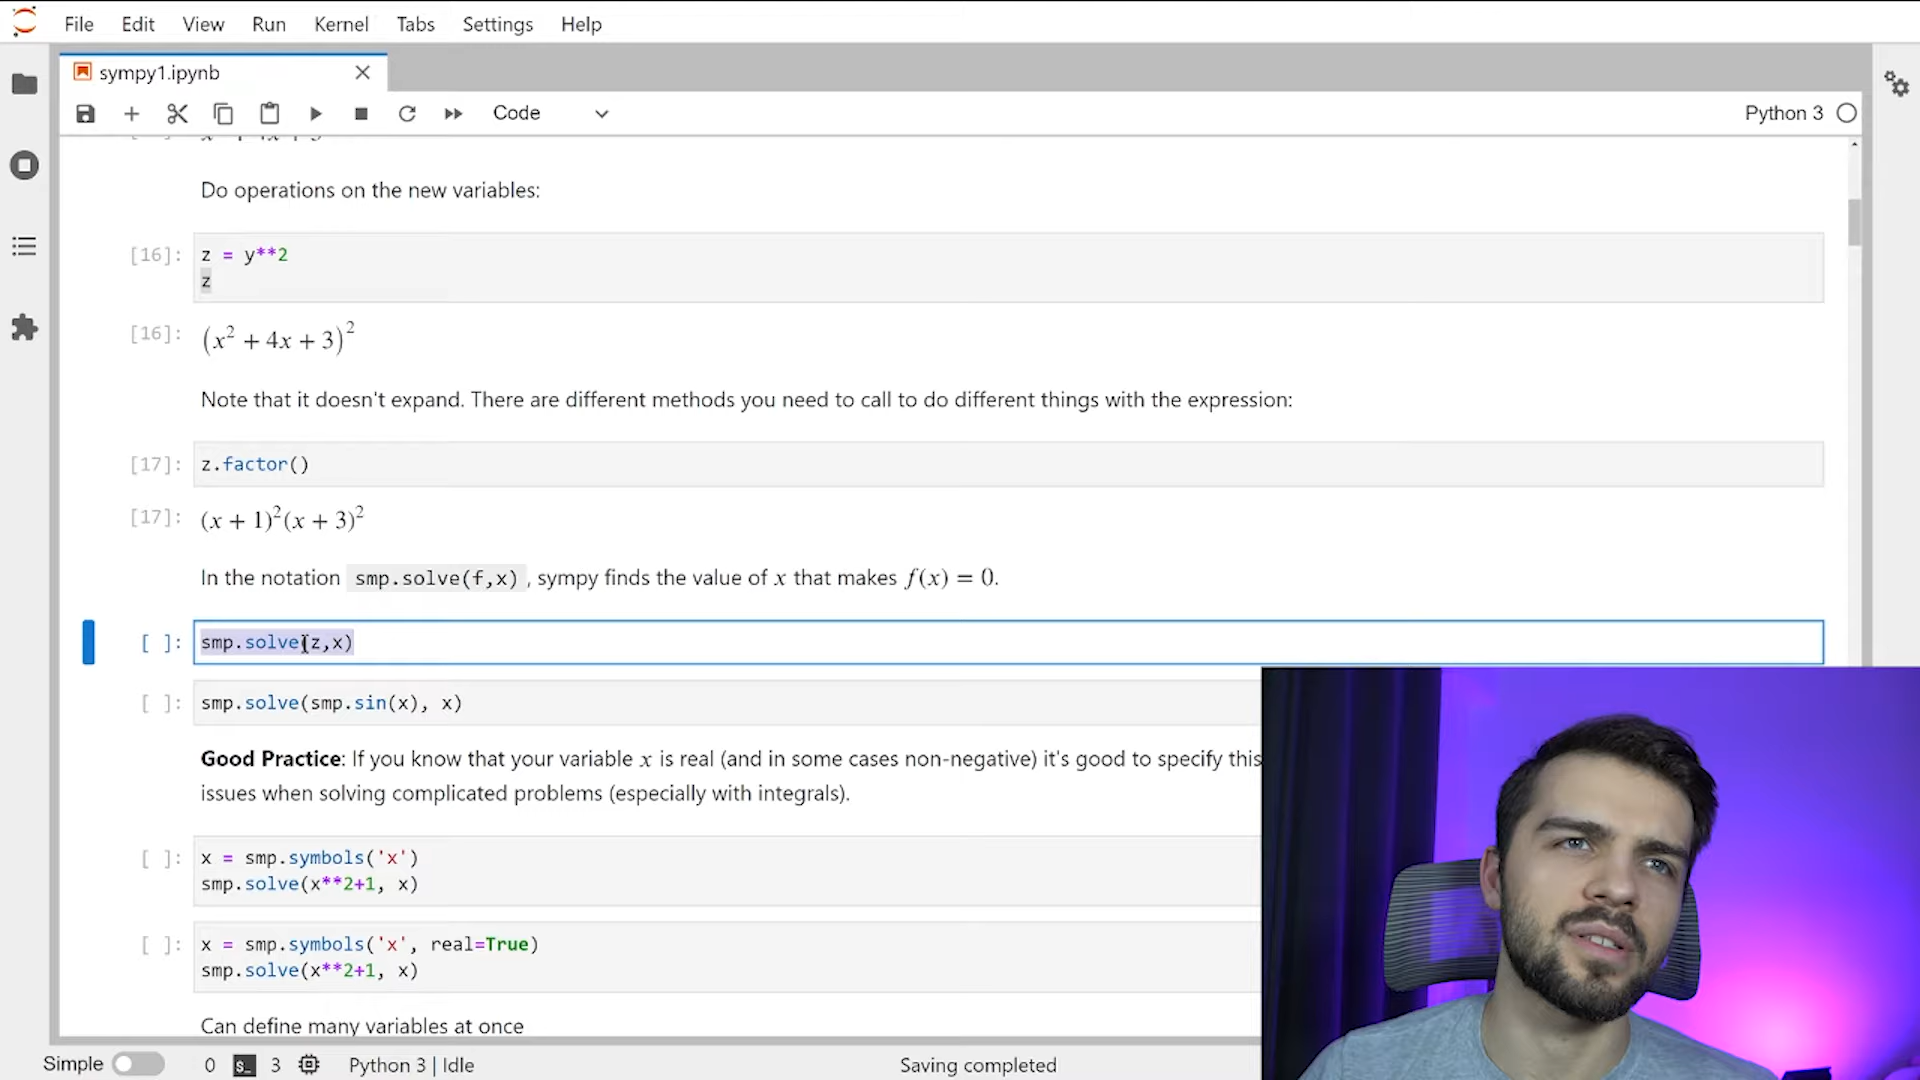 File Edit View Run Kernel Tabs Settings Help
sympy1.ipynb
Code
Python 3
Do operations on the new variables:
[16]: z = y**2
z
[16]: (x² + 4x + 3)²
Note that it doesn't expand. There are different methods you need to call to do different things with the expression:
[17]: z.factor()
[17]: (x + 1)²(x + 3)²
In the notation smp.solve(f,x) , sympy finds the value of x that makes f(x) = 0.
[ ]: smp.solve(z,x)
[ ]: smp.solve(smp.sin(x), x)
Good Practice: If you know that your variable x is real (and in some cases non-negative) it's good to specify this
issues when solving complicated problems (especially with integrals).
[ ]: x = smp.symbols('x')
smp.solve(x**2+1, x)
[ ]: x = smp.symbols('x', real=True)
smp.solve(x**2+1, x)
Can define many variables at once
Simple 0 $_ 3 Python 3 | Idle Saving completed